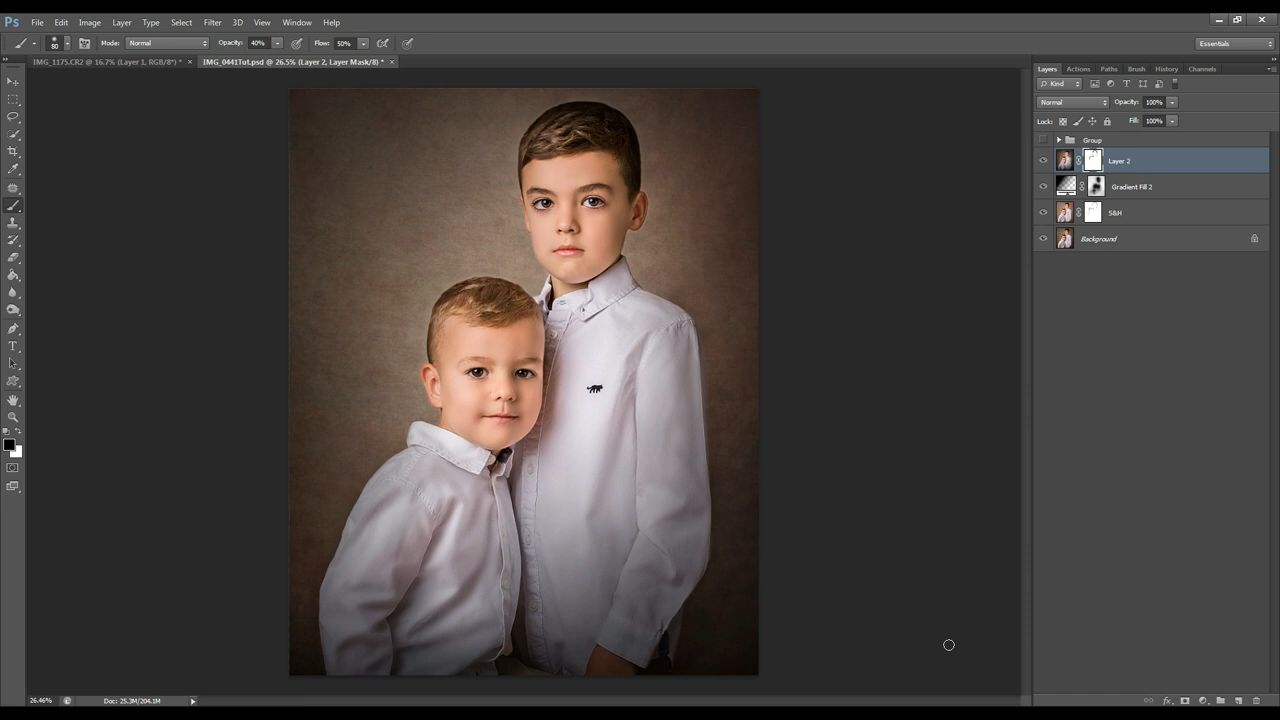 Ps File Edit Image Layer Type Select Filter 3D View Window Help
80 Mode: Normal Opacity: 40% Flow: 50% Essentials
IMG_1175.CR2 @ 16.7% (Layer 1, RGB/8*) * × IMG_0441Tut.psd @ 26.5% (Layer 2, Layer Mask/8) * ×
Layers Actions Paths Brush History Channels
Kind
Normal Opacity: 100%
Lock: Fill: 100%
Group
Layer 2
Gradient Fill 2
S&H
Background
26.46% Doc: 25.3M/204.1M
fx